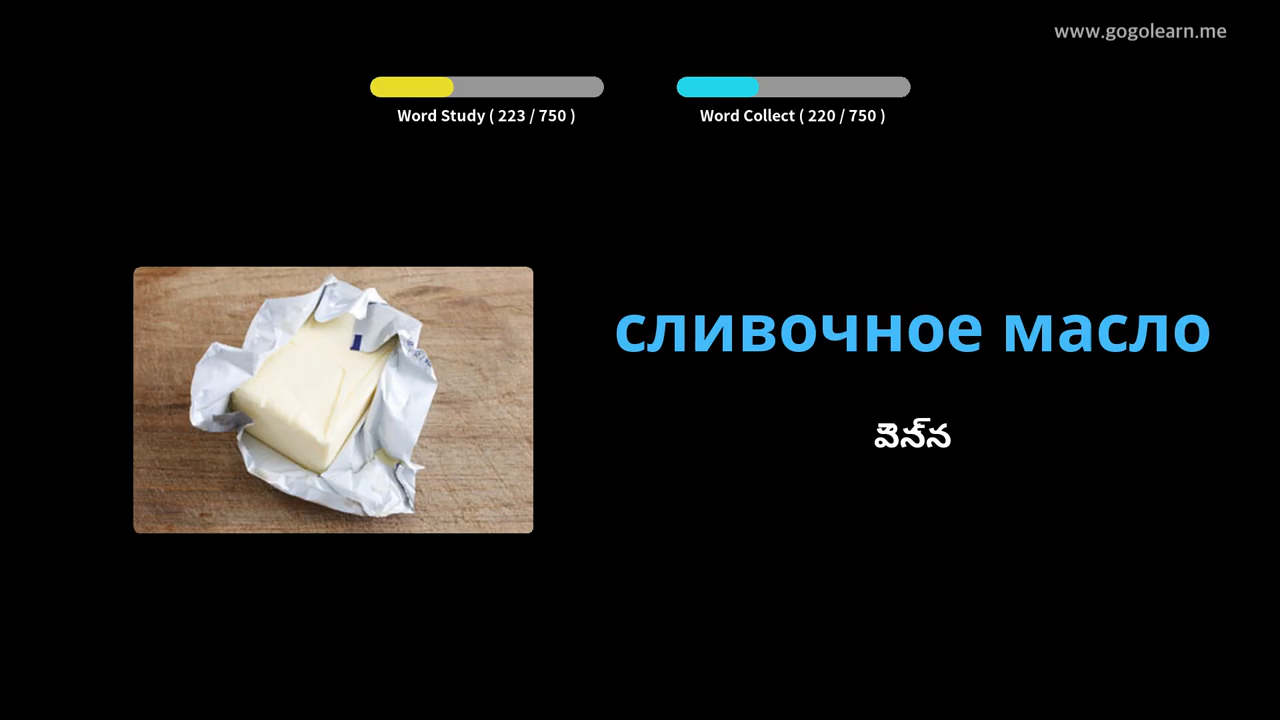 www.gogolearn.me
Word Study ( 223 / 750 )
Word Collect ( 220 / 750 )
сливочное масло
వెన్న